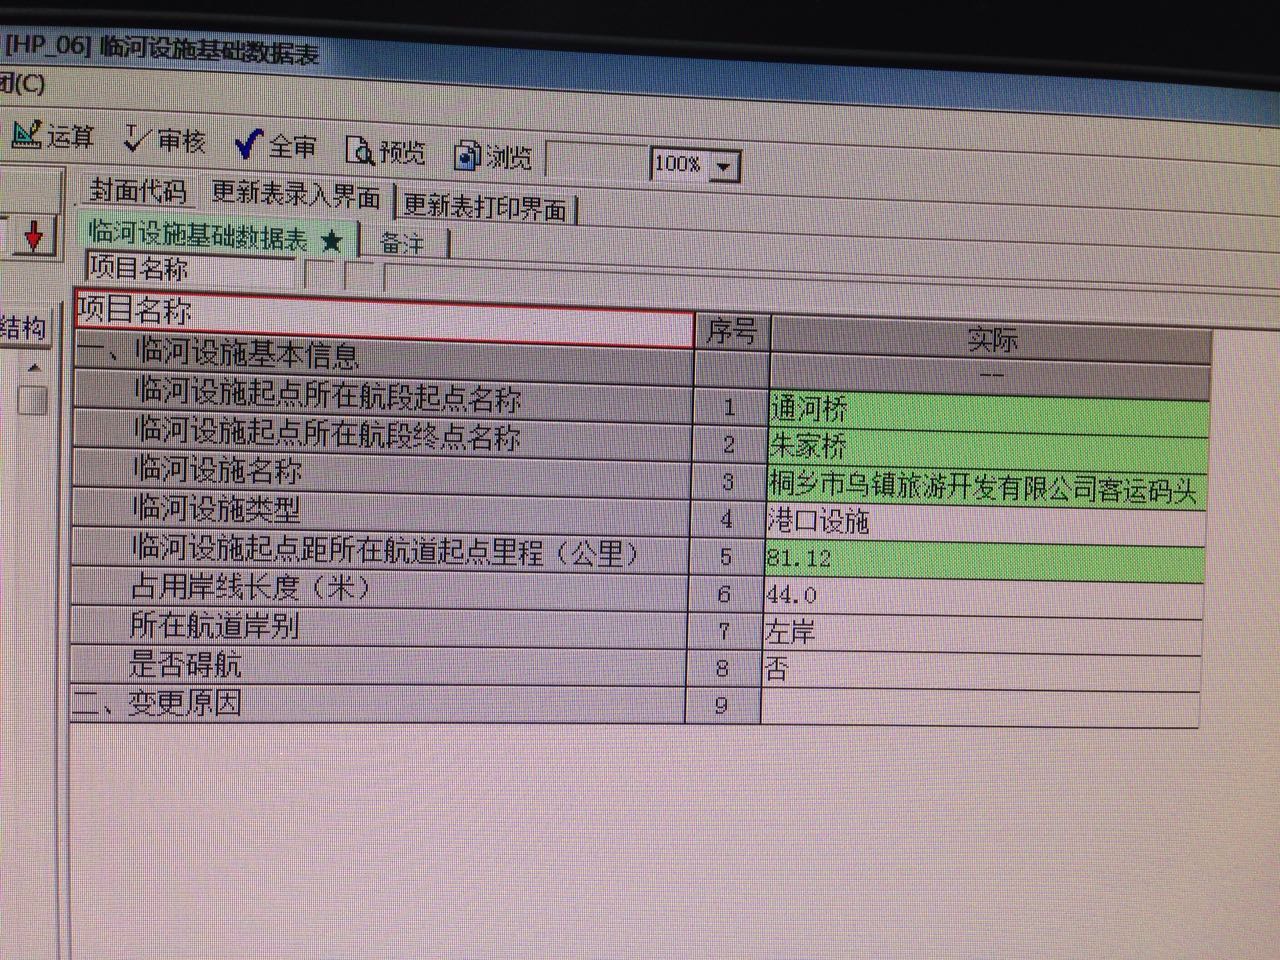 [HP_06] 临河设施基础数据表
闭(C)
运算 审核 全审 预览 浏览 100%
封面代码 更新表录入界面 更新表打印界面
临河设施基础数据表 ★ 备注
项目名称
结构
项目名称 序号 实际
一、临河设施基本信息 --
临河设施起点所在航段起点名称 1 通河桥
临河设施起点所在航段终点名称 2 朱家桥
临河设施名称 3 桐乡市乌镇旅游开发有限公司客运码头
临河设施类型 4 港口设施
临河设施起点距所在航道起点里程（公里） 5 81.12
占用岸线长度（米） 6 44.0
所在航道岸别 7 左岸
是否碍航 8 否
二、变更原因 9